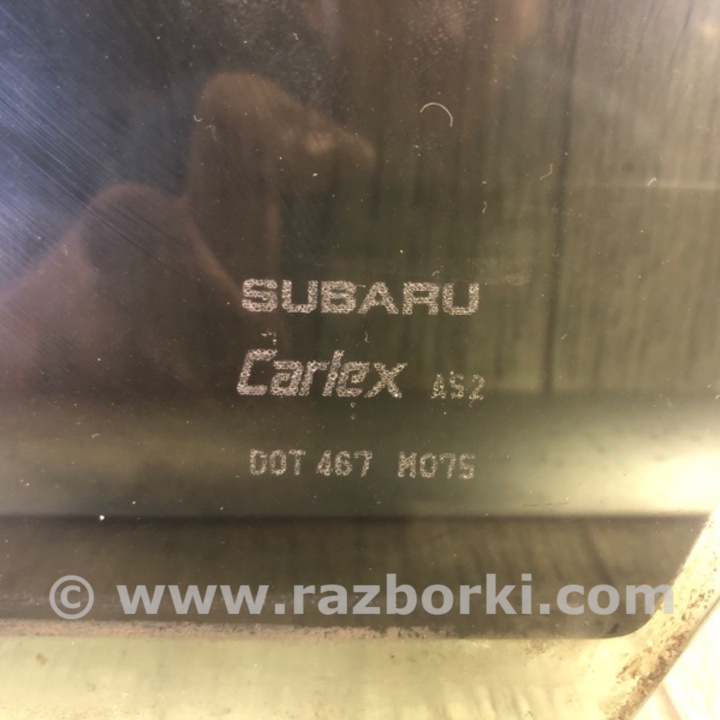 SUBARU
Carlex AS2
DOT 467 M075
© www.razborki.com